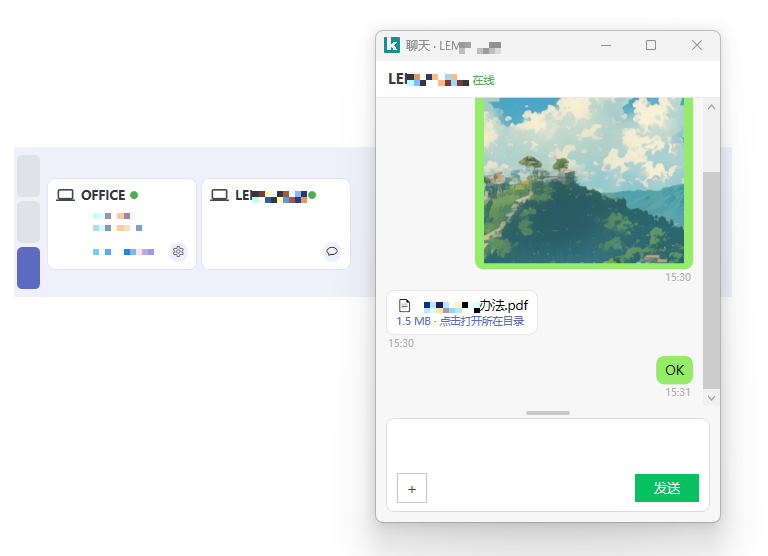 聊天 · LEM
LE 在线
OFFICE
LE
15:30
办法.pdf
1.5 MB · 点击打开所在目录
15:30
OK
15:31
+
发送